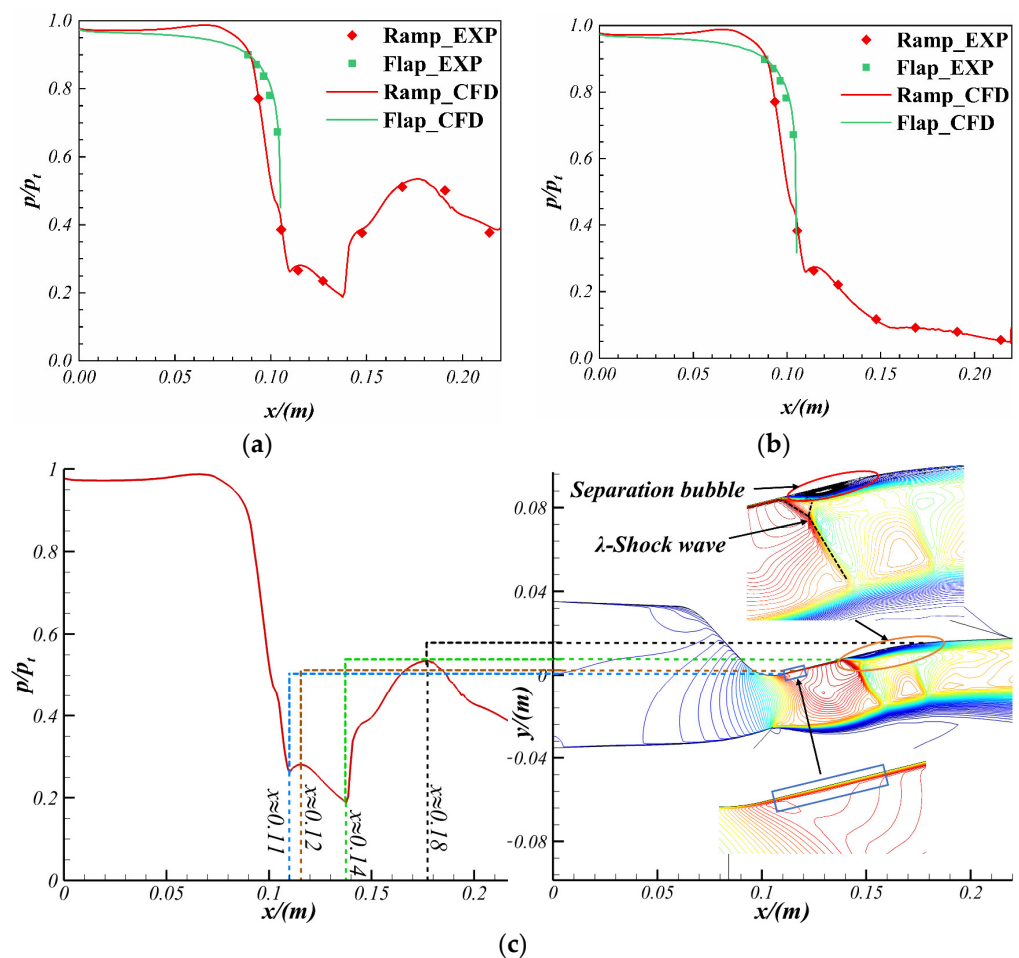 p/pt
1.0
0.8
0.6
0.4
0.2
0.0
0.00 0.05 0.10 0.15 0.20
x/(m)
Ramp_EXP
Flap_EXP
Ramp_CFD
Flap_CFD
(a)
p/pt
1.0
0.8
0.6
0.4
0.2
0.0
0.00 0.05 0.10 0.15 0.20
x/(m)
Ramp_EXP
Flap_EXP
Ramp_CFD
Flap_CFD
(b)
p/pt
1
0.8
0.6
0.4
0.2
0
0 0.05 0.1 0.15 0.2
x/(m)
x≈0.11
x≈0.12
x≈0.14
x≈0.18
y/(m)
0.08
0.04
0
-0.04
-0.08
0 0.05 0.1 0.15 0.2
x/(m)
Separation bubble
λ-Shock wave
(c)